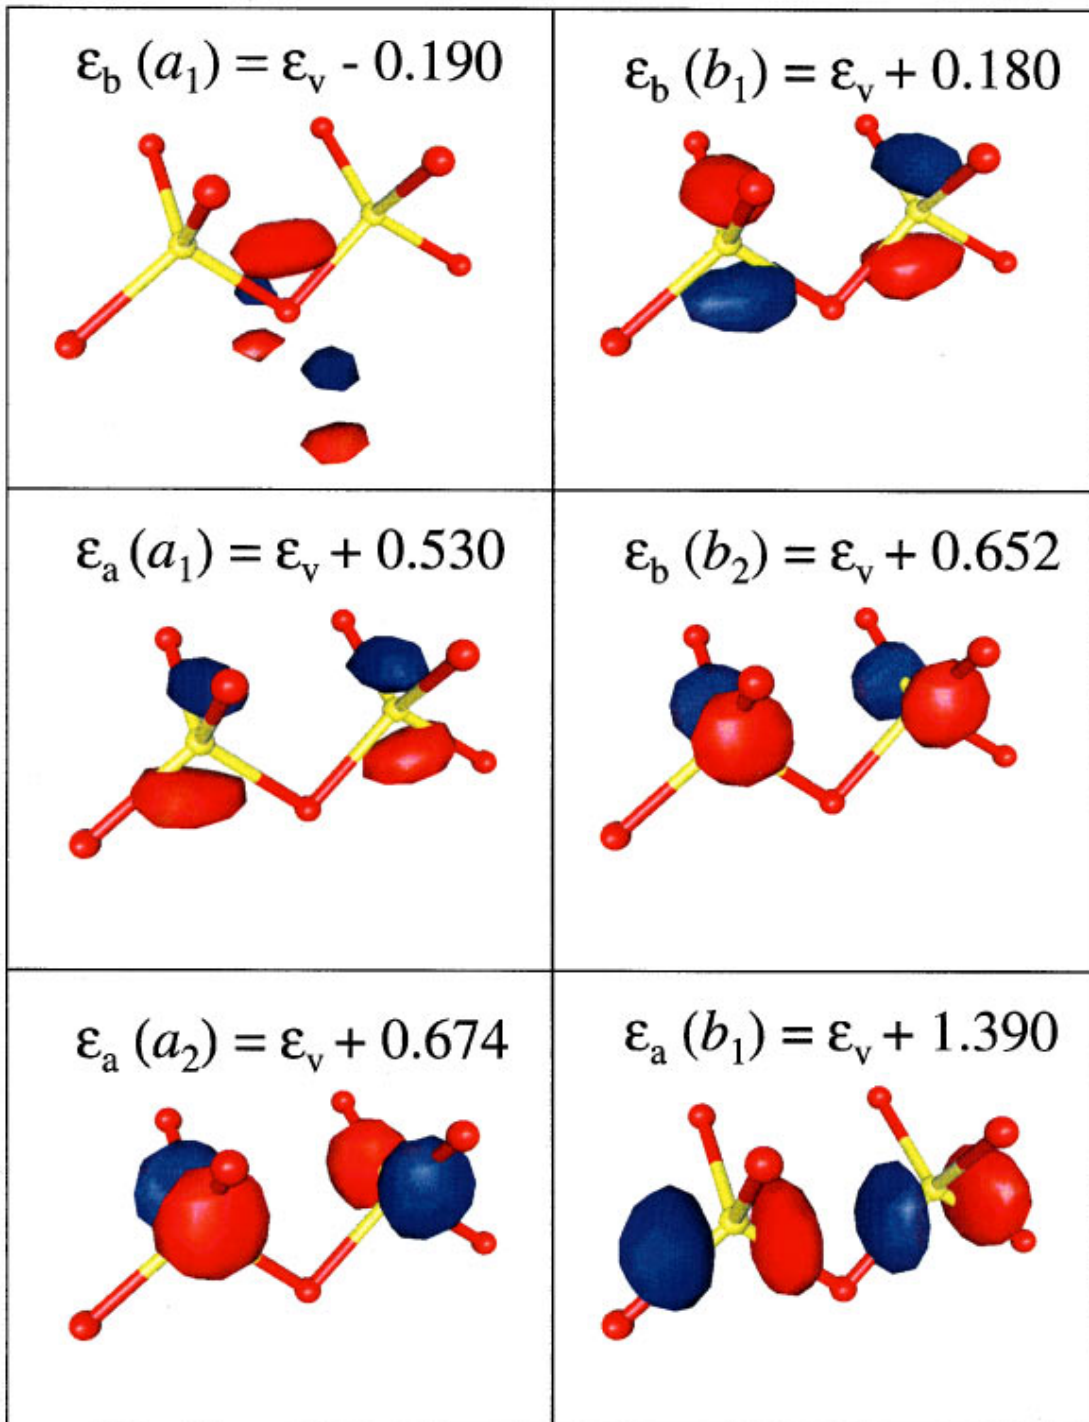 εb (a1) = εv - 0.190
εb (b1) = εv + 0.180
εa (a1) = εv + 0.530
εb (b2) = εv + 0.652
εa (a2) = εv + 0.674
εa (b1) = εv + 1.390